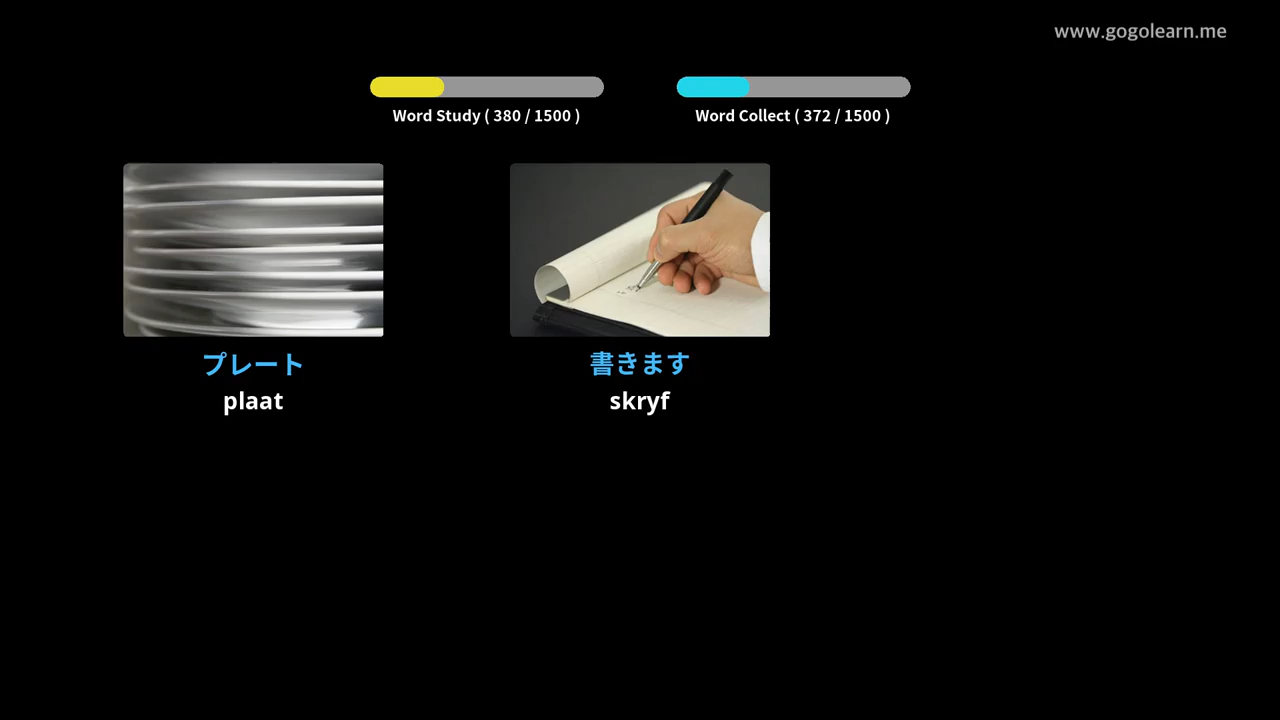 www.gogolearn.me
Word Study ( 380 / 1500 )
Word Collect ( 372 / 1500 )
プレート
plaat
書きます
skryf